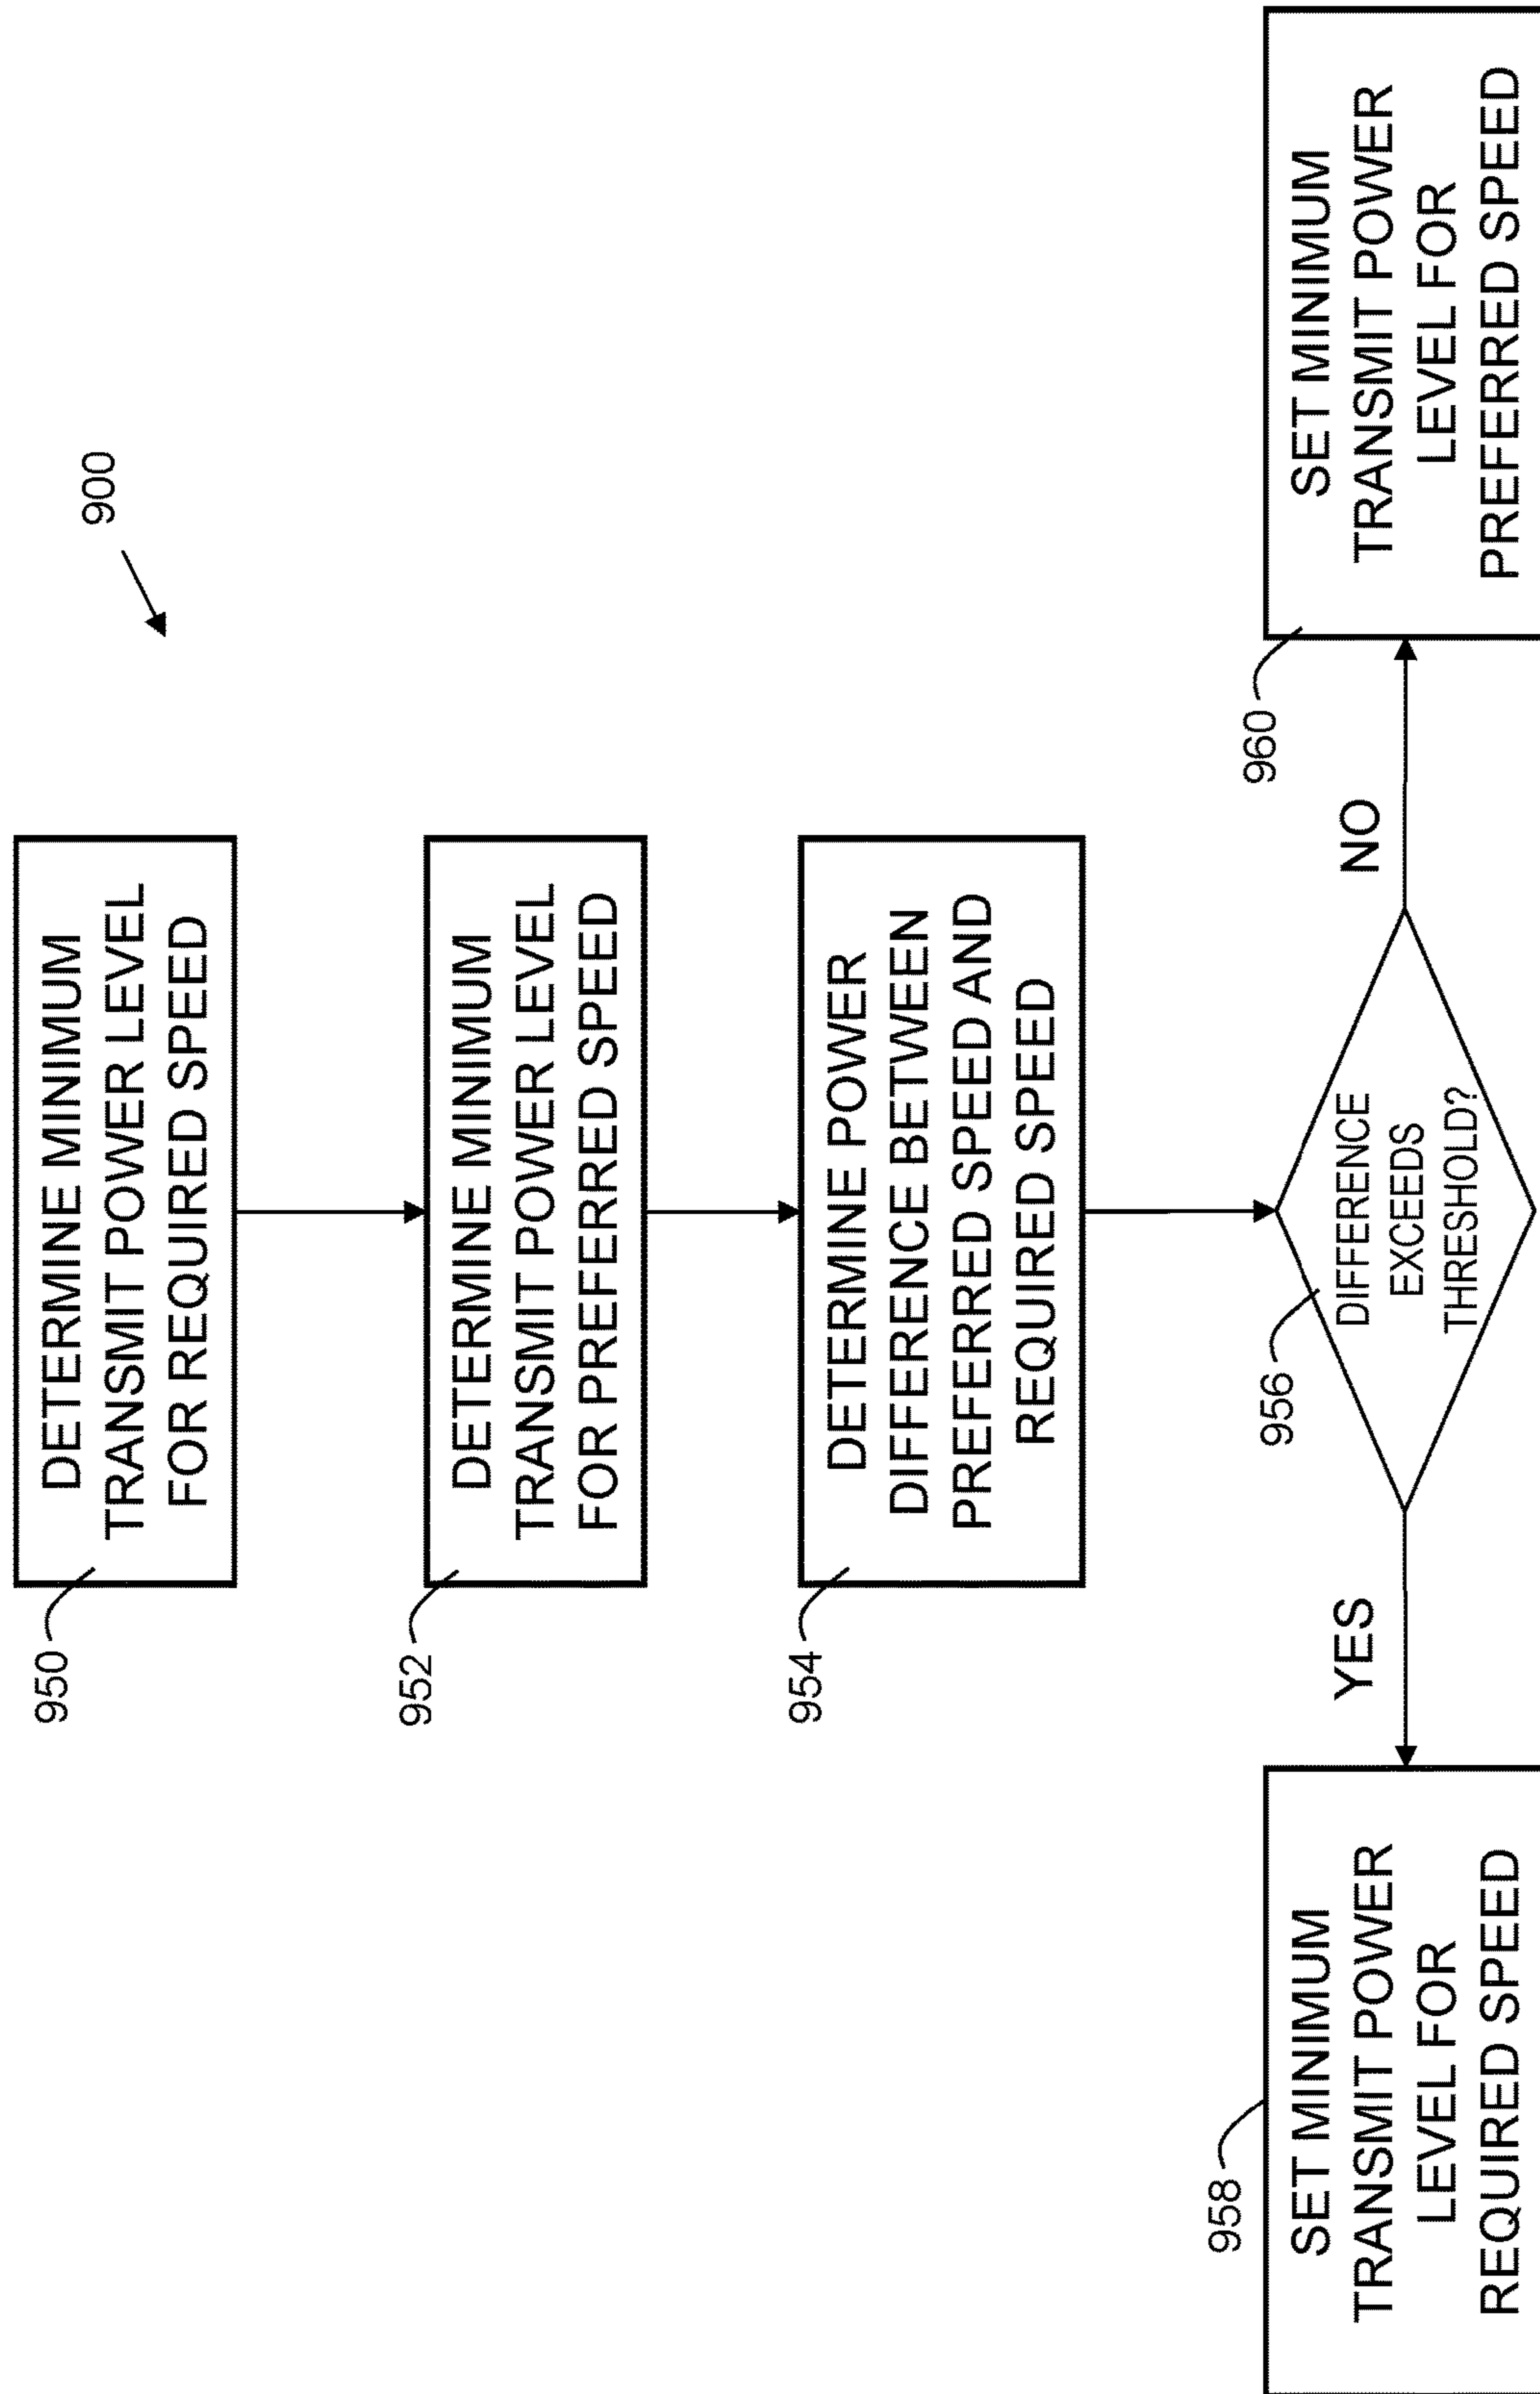 900
950
DETERMINE MINIMUM
TRANSMIT POWER LEVEL
FOR REQUIRED SPEED
952
DETERMINE MINIMUM
TRANSMIT POWER LEVEL
FOR PREFERRED SPEED
954
DETERMINE POWER
DIFFERENCE BETWEEN
PREFERRED SPEED AND
REQUIRED SPEED
956
DIFFERENCE
EXCEEDS
THRESHOLD?
YES
NO
958
SET MINIMUM
TRANSMIT POWER
LEVEL FOR
REQUIRED SPEED
960
SET MINIMUM
TRANSMIT POWER
LEVEL FOR
PREFERRED SPEED